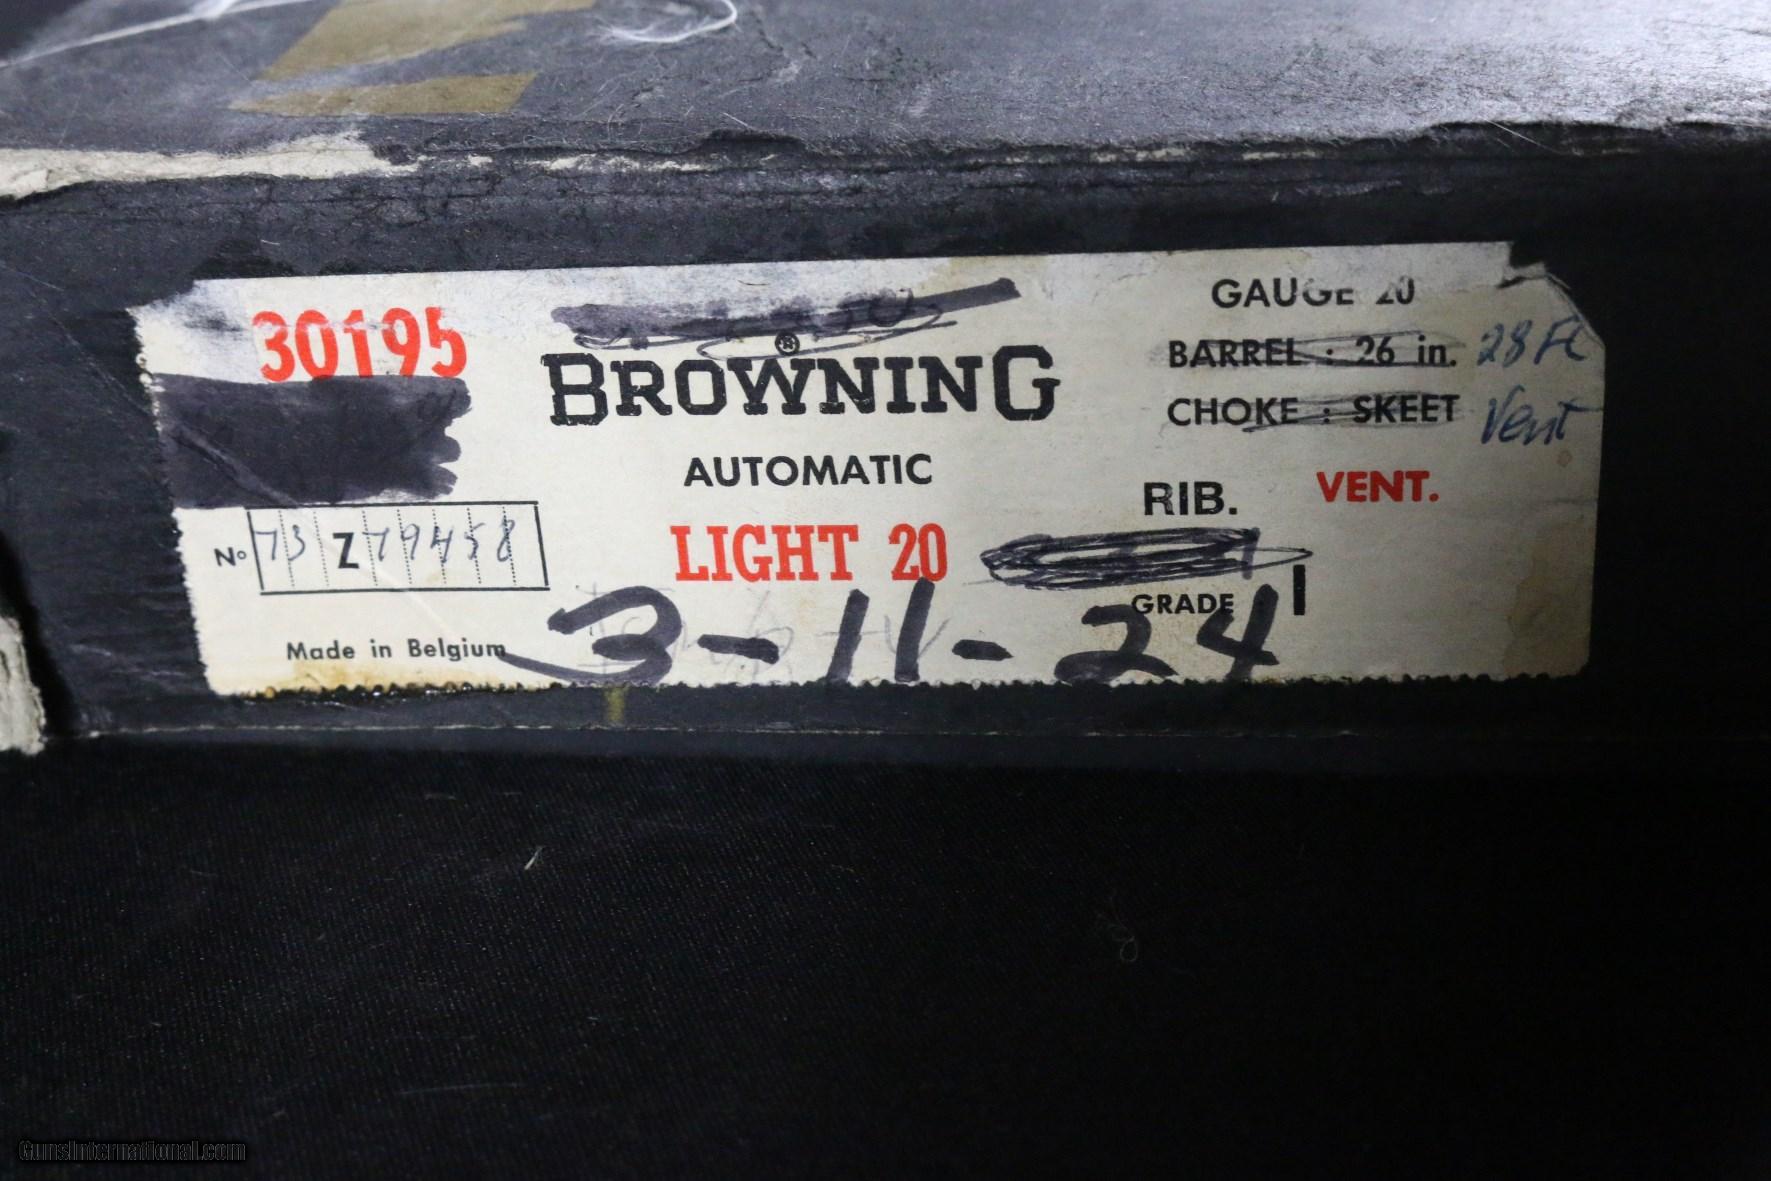 30195
BROWNING®
AUTOMATIC
LIGHT 20
GAUGE 20
BARREL : 26 in. 28 FC
CHOKE : SKEET Vent
RIB. VENT.
GRADE I
No 73 Z 79458
Made in Belgium
3-11-24
GunsInternational.com